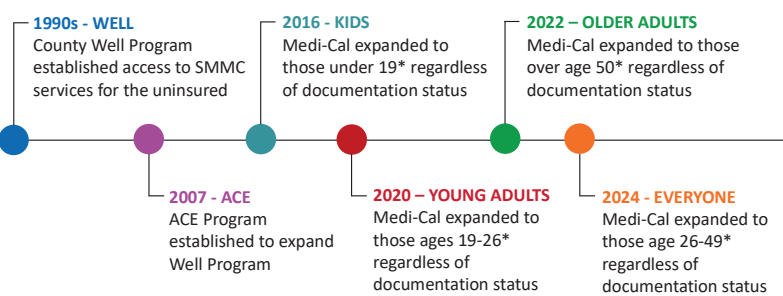 1990s - WELL
County Well Program
established access to SMMC
services for the uninsured
2007 - ACE
ACE Program
established to expand
Well Program
2016 - KIDS
Medi-Cal expanded to
those under 19* regardless
of documentation status
2020 – YOUNG ADULTS
Medi-Cal expanded to
those ages 19-26*
regardless of
documentation status
2022 – OLDER ADULTS
Medi-Cal expanded to those
over age 50* regardless of
documentation status
2024 - EVERYONE
Medi-Cal expanded to
those age 26-49*
regardless of
documentation status